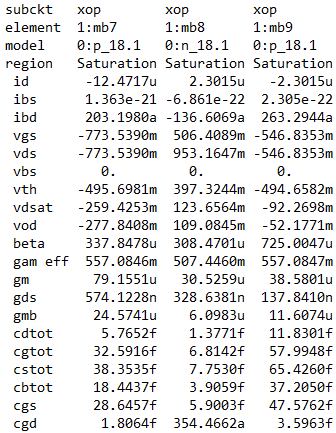 subckt xop xop xop
element 1:mb7 1:mb8 1:mb9
model 0:p_18.1 0:n_18.1 0:p_18.1
region Saturation Saturation Saturation
id -12.4717u 2.3015u -2.3015u
ibs 1.363e-21 -6.861e-22 2.305e-22
ibd 203.1980a -136.6069a 263.2944a
vgs -773.5390m 506.4089m -546.8353m
vds -773.5390m 953.1647m -546.8353m
vbs 0. 0. 0.
vth -495.6981m 397.3244m -494.6582m
vdsat -259.4253m 123.6564m -92.2698m
vod -277.8408m 109.0845m -52.1771m
beta 337.8478u 308.4701u 725.0047u
gam eff 557.0846m 507.4460m 557.0847m
gm 79.1551u 30.5259u 38.5801u
gds 574.1228n 328.6381n 137.8410n
gmb 24.5741u 6.0983u 11.6074u
cdtot 5.7652f 1.3771f 11.8301f
cgtot 32.5916f 6.8142f 57.9948f
cstot 38.3535f 7.7530f 65.4260f
cbtot 18.4437f 3.9059f 37.2050f
cgs 28.6457f 5.9003f 47.5762f
cgd 1.8064f 354.4662a 3.5963f